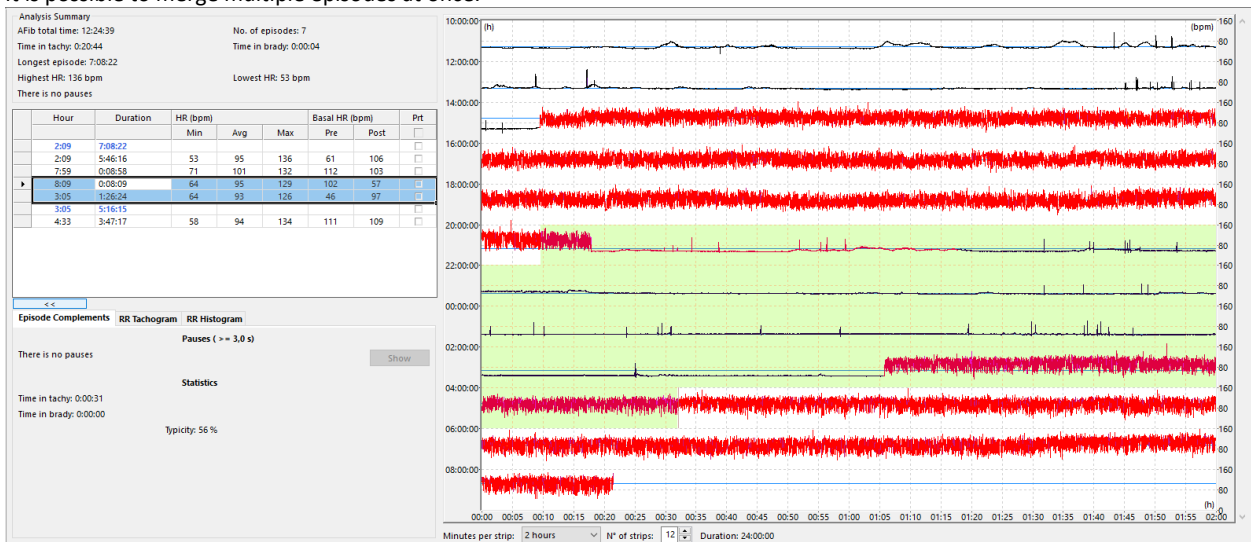 It is possible to merge multiple episodes at once.
Analysis Summary
AFib total time: 12:24:39 No. of episodes: 7
Time in tachy: 0:20:44 Time in brady: 0:00:04
Longest episode: 7:08:22
Highest HR: 136 bpm Lowest HR: 53 bpm
There is no pauses
Hour Duration HR (bpm) Basal HR (bpm) Prt
Min Avg Max Pre Post
2:09 7:08:22
2:09 5:46:16 53 95 136 61 106
7:59 0:08:58 71 101 132 112 103
8:09 0:08:09 64 95 129 102 57
3:05 1:26:24 64 93 126 46 97
3:05 5:16:15
4:33 3:47:17 58 94 134 111 109
<<
Episode Complements RR Tachogram RR Histogram
Pauses ( >= 3,0 s)
There is no pauses Show
Statistics
Time in tachy: 0:00:31
Time in brady: 0:00:00
Typicity: 56 %
10:00:00 (h) (bpm) 160
80
12:00:00 160
80
14:00:00 160
80
16:00:00 160
80
18:00:00 160
80
20:00:00 160
80
22:00:00 160
80
00:00:00 160
80
02:00:00 160
80
04:00:00 160
80
06:00:00 160
80
08:00:00 160
80
(h) 0
00:00 00:05 00:10 00:15 00:20 00:25 00:30 00:35 00:40 00:45 00:50 00:55 01:00 01:05 01:10 01:15 01:20 01:25 01:30 01:35 01:40 01:45 01:50 01:55 02:00
Minutes per strip: 2 hours N° of strips: 12 Duration: 24:00:00